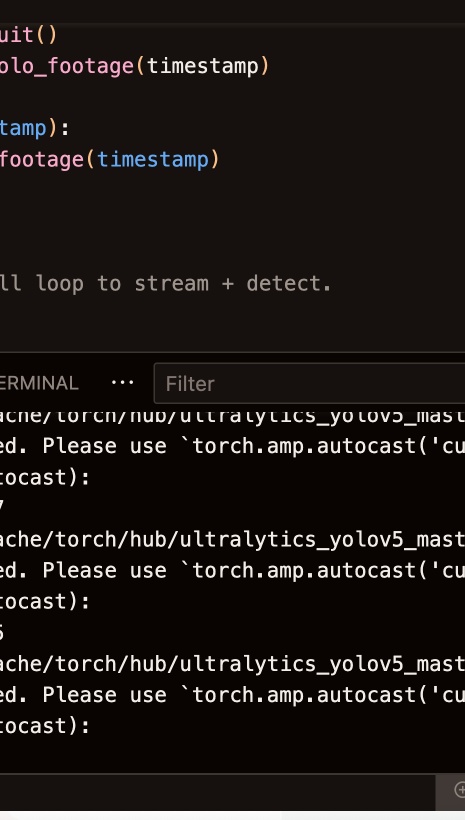 uit()
olo_footage(timestamp)
tamp):
footage(timestamp)
ll loop to stream + detect.
ERMINAL ··· Filter
ache/torch/hub/ultralytics_yolov5_mast
ed. Please use `torch.amp.autocast('cu
tocast):
7
ache/torch/hub/ultralytics_yolov5_mast
ed. Please use `torch.amp.autocast('cu
tocast):
6
ache/torch/hub/ultralytics_yolov5_mast
ed. Please use `torch.amp.autocast('cu
tocast):